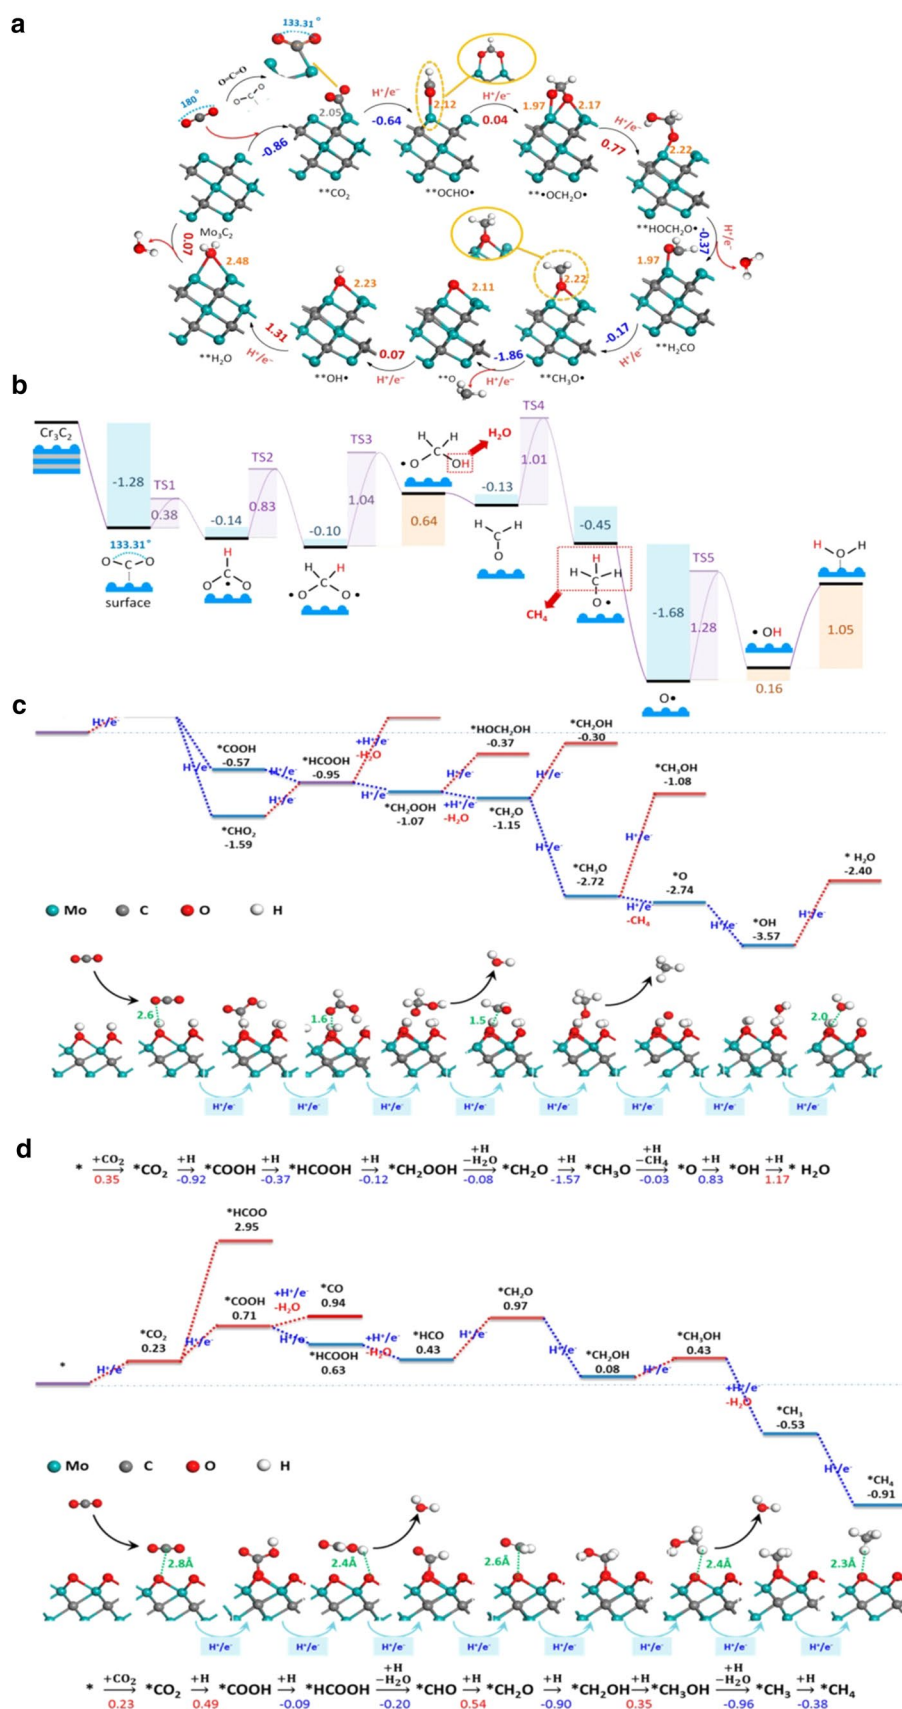 a
133.31°
O=C=O
180°
-0.86
2.05
**CO₂
H⁺/e⁻
-0.64
2.12
**OCHO•
H⁺/e⁻
0.04
1.97
2.17
**•OCH₂O•
H⁺/e⁻
0.77
2.22
**HOCH₂O•
-0.37
H⁺/e⁻
Mo₃C₂
0.07
2.48
**H₂O
1.31
H⁺/e⁻
2.23
**OH•
0.07
H⁺/e⁻
2.11
**O
-1.86
H⁺/e⁻
2.22
**CH₃O•
-0.17
H⁺/e⁻
1.97
**H₂CO
b
Cr₃C₂
-1.28
133.31°
O C O
surface
TS1
0.38
-0.14
H
O C O
•
TS2
0.83
-0.10
H H
•O C O•
TS3
1.04
H H
• O C OH
H₂O
0.64
-0.13
H
C H
O
TS4
1.01
-0.45
H
H C H
O•
CH₄
-1.68
O•
TS5
1.28
• OH
0.16
H O H
1.05
c
H⁺/e⁻
H⁺/e⁻
*COOH
-0.57
*CHO₂
-1.59
H⁺/e⁻
H⁺/e⁻
*HCOOH
-0.95
+H⁺/e⁻
-H₂O
H⁺/e⁻
*CH₂OOH
-1.07
H⁺/e⁻
*HOCH₂OH
-0.37
+H⁺/e⁻
-H₂O
*CH₂O
-1.15
H⁺/e⁻
*CH₂OH
-0.30
H⁺/e⁻
*CH₃O
-2.72
H⁺/e⁻
*CH₃OH
-1.08
H⁺/e⁻
-CH₄
*O
-2.74
H⁺/e⁻
*OH
-3.57
H⁺/e⁻
* H₂O
-2.40
Mo C O H
2.6
1.6
1.5
2.0
H⁺/e⁻ H⁺/e⁻ H⁺/e⁻ H⁺/e⁻ H⁺/e⁻ H⁺/e⁻ H⁺/e⁻ H⁺/e⁻
d
+CO₂ +H +H +H +H −H₂O +H +H −CH₄ +H +H
* → *CO₂ → *COOH → *HCOOH → *CH₂OOH → *CH₂O → *CH₃O → *O → *OH → * H₂O
0.35 -0.92 -0.37 -0.12 -0.08 -1.57 -0.03 0.83 1.17
*
H⁺/e⁻
*CO₂
0.23
*HCOO
2.95
H⁺/e⁻
*COOH
0.71
+H⁺/e⁻
-H₂O
*CO
0.94
H⁺/e⁻
*HCOOH
0.63
+H⁺/e⁻
-H₂O
*HCO
0.43
H⁺/e⁻
*CH₂O
0.97
H⁺/e⁻
*CH₂OH
0.08
H⁺/e⁻
*CH₃OH
0.43
+H⁺/e⁻
-H₂O
*CH₃
-0.53
H⁺/e⁻
*CH₄
-0.91
Mo C O H
2.8Å
2.4Å
2.6Å
2.4Å
2.3Å
H⁺/e⁻ H⁺/e⁻ H⁺/e⁻ H⁺/e⁻ H⁺/e⁻ H⁺/e⁻ H⁺/e⁻ H⁺/e⁻
+CO₂ +H +H +H −H₂O +H +H +H +H −H₂O +H
* → *CO₂ → *COOH → *HCOOH → *CHO → *CH₂O → *CH₂OH → *CH₃OH → *CH₃ → *CH₄
0.23 0.49 -0.09 -0.20 0.54 -0.90 0.35 -0.96 -0.38